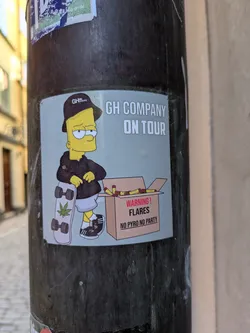 GH COMPANY
ON TOUR
WARNING!
FLARES
NO PYRO NO PARTY